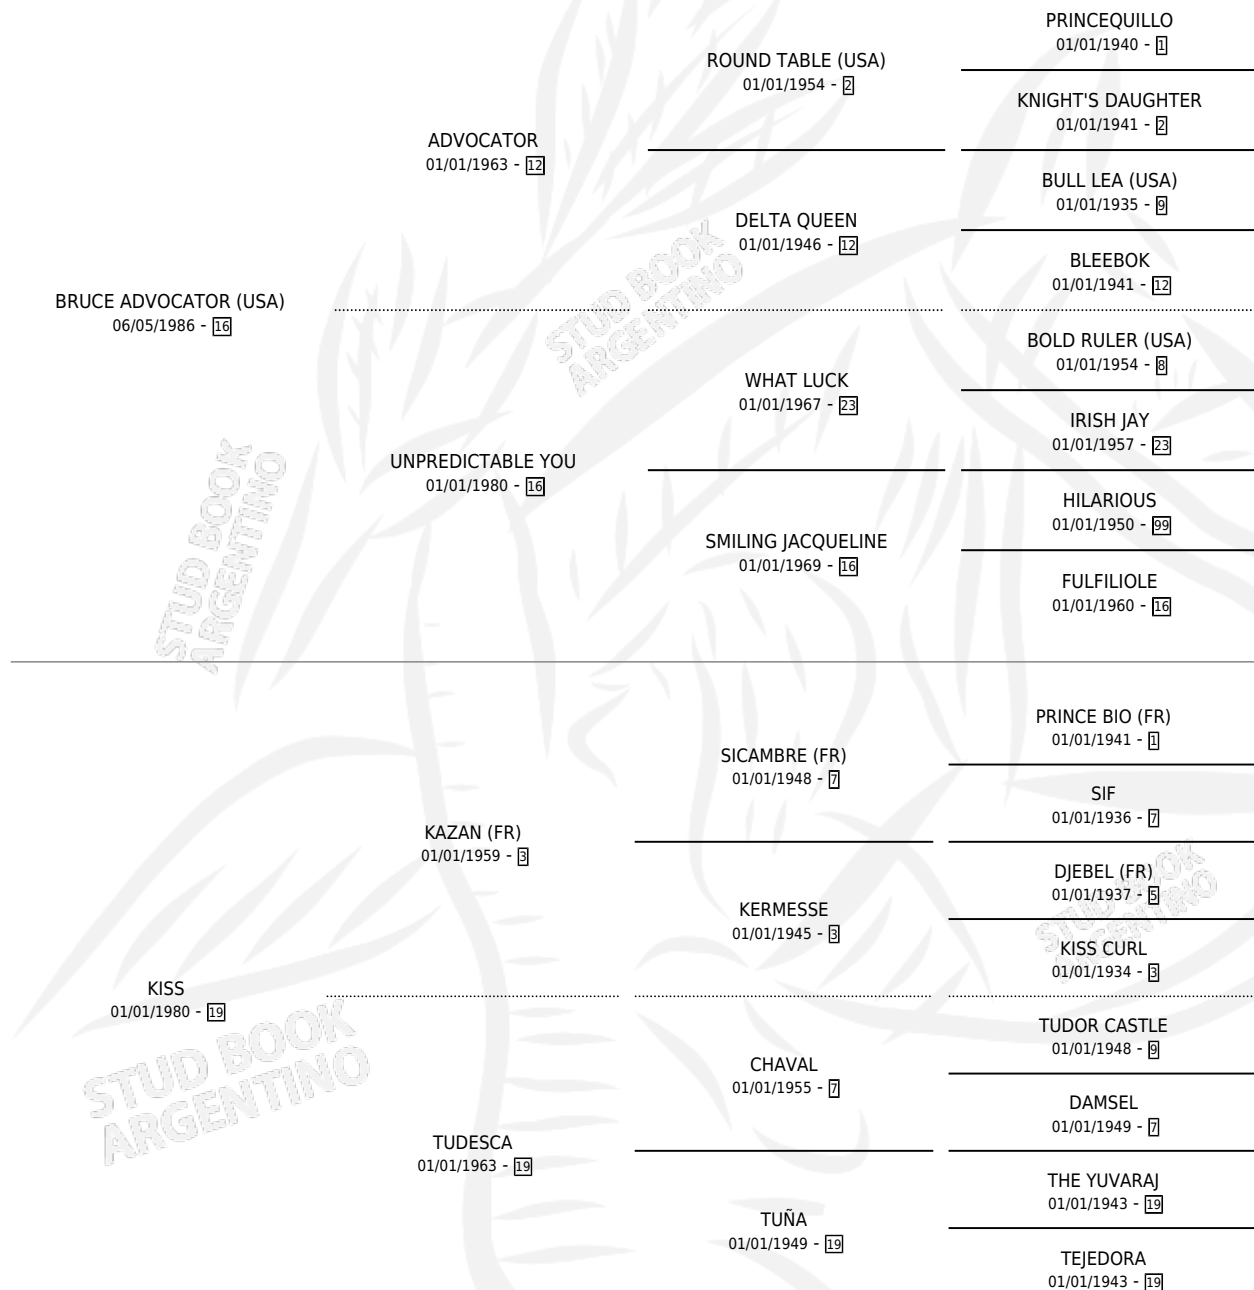 PRINCEQUILLO
01/01/1940 - 1
ROUND TABLE (USA)
01/01/1954 - 2
KNIGHT'S DAUGHTER
01/01/1941 - 2
ADVOCATOR
01/01/1963 - 12
BULL LEA (USA)
01/01/1935 - 9
DELTA QUEEN
01/01/1946 - 12
BLEEBOK
01/01/1941 - 12
BRUCE ADVOCATOR (USA)
06/05/1986 - 16
BOLD RULER (USA)
01/01/1954 - 8
WHAT LUCK
01/01/1967 - 23
IRISH JAY
01/01/1957 - 23
UNPREDICTABLE YOU
01/01/1980 - 16
HILARIOUS
01/01/1950 - 99
SMILING JACQUELINE
01/01/1969 - 16
FULFILIOLE
01/01/1960 - 16
PRINCE BIO (FR)
01/01/1941 - 1
SICAMBRE (FR)
01/01/1948 - 7
SIF
01/01/1936 - 7
KAZAN (FR)
01/01/1959 - 3
DJEBEL (FR)
01/01/1937 - 5
KERMESSE
01/01/1945 - 3
KISS CURL
01/01/1934 - 3
KISS
01/01/1980 - 19
TUDOR CASTLE
01/01/1948 - 9
CHAVAL
01/01/1955 - 7
DAMSEL
01/01/1949 - 7
TUDESCA
01/01/1963 - 19
THE YUVARAJ
01/01/1943 - 19
TUÑA
01/01/1949 - 19
TEJEDORA
01/01/1943 - 19
STUD BOOK
ARGENTINO
STUD BOOK
ARGENTINO
STUD BOOK
ARGENTINO
STUD BOOK
ARGENTINO